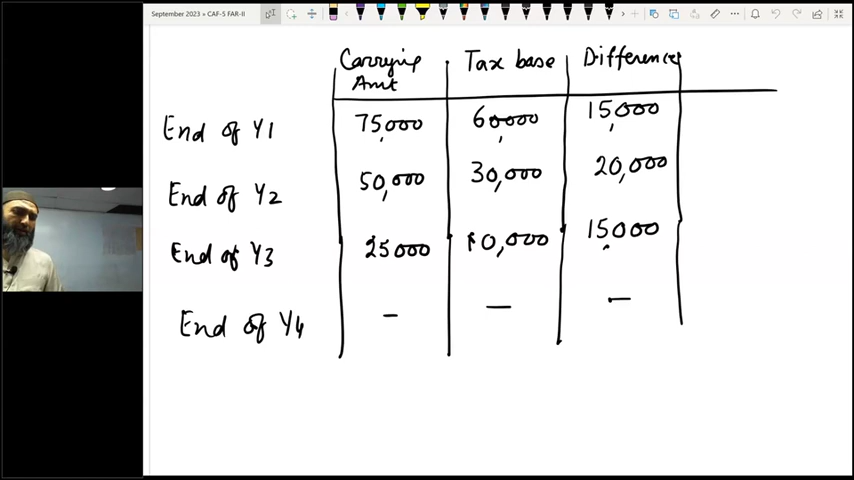 September 2023 » CAF-5 FAR-II
Carrying Amt Tax base Difference
End of Y1 75,000 60,000 15,000
End of Y2 50,000 30,000 20,000
End of Y3 25000 10,000 15,000
End of Y4 - - -